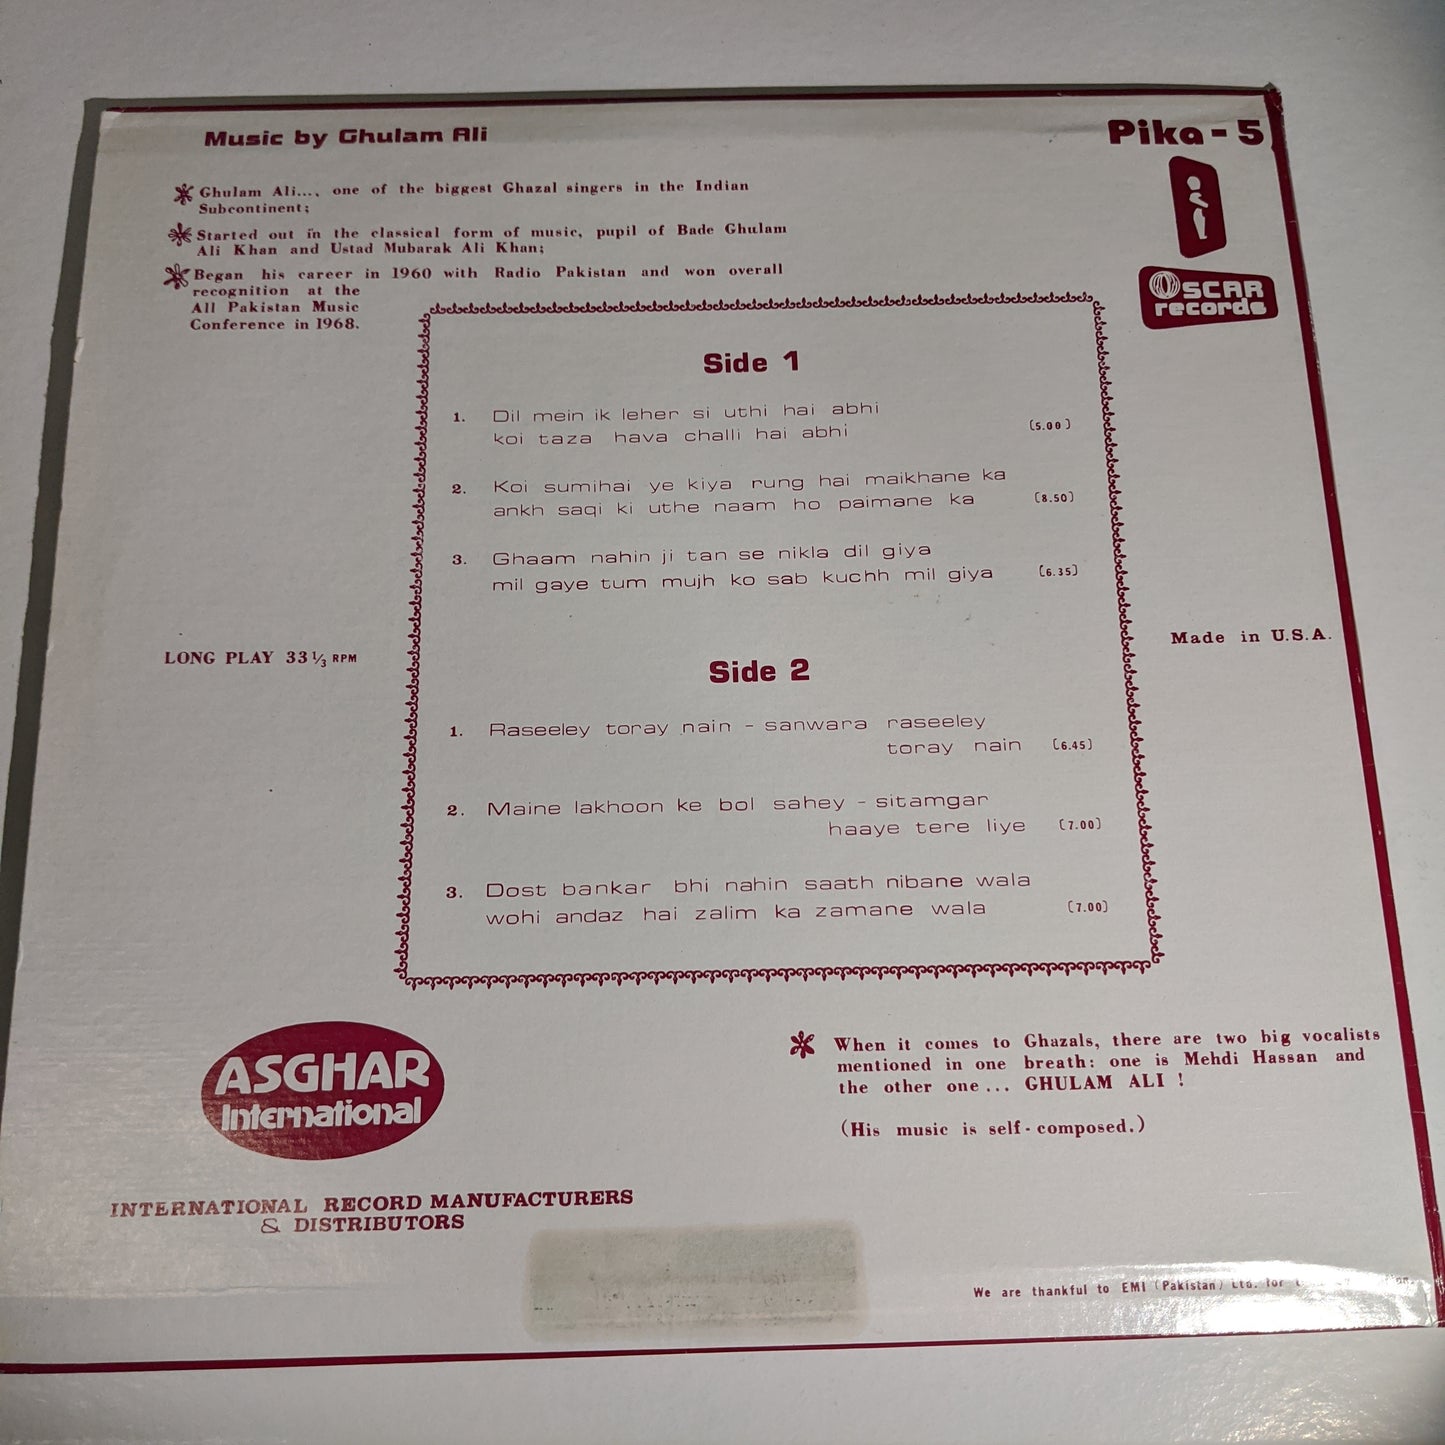 Music by Ghulam Ali
Pika - 5
OSCAR
records
Ghulam Ali..., one of the biggest Ghazal singers in the Indian
Subcontinent;
Started out in the classical form of music, pupil of Bade Ghulam
Ali Khan and Ustad Mubarak Ali Khan;
Began his career in 1960 with Radio Pakistan and won overall
recognition at the
All Pakistan Music
Conference in 1968.
Side 1
1. Dil mein ik leher si uthi hai abhi
koi taza hava challi hai abhi (5.00)
2. Koi sumihai ye kiya rung hai maikhane ka
ankh saqi ki uthe naam ho paimane ka (8.50)
3. Ghaam nahin ji tan se nikla dil giya
mil gaye tum mujh ko sab kuchh mil giya (6.35)
LONG PLAY 33⅓ RPM
Made in U.S.A.
Side 2
1. Raseeley toray nain - sanwara raseeley
toray nain (6.45)
2. Maine lakhoon ke bol sahey - sitamgar
haaye tere liye (7.00)
3. Dost bankar bhi nahin saath nibane wala
wohi andaz hai zalim ka zamane wala (7.00)
ASGHAR
International
INTERNATIONAL RECORD MANUFACTURERS
& DISTRIBUTORS
When it comes to Ghazals, there are two big vocalists
mentioned in one breath: one is Mehdi Hassan and
the other one... GHULAM ALI !
(His music is self-composed.)
We are thankful to EMI (Pakistan) Ltd. for